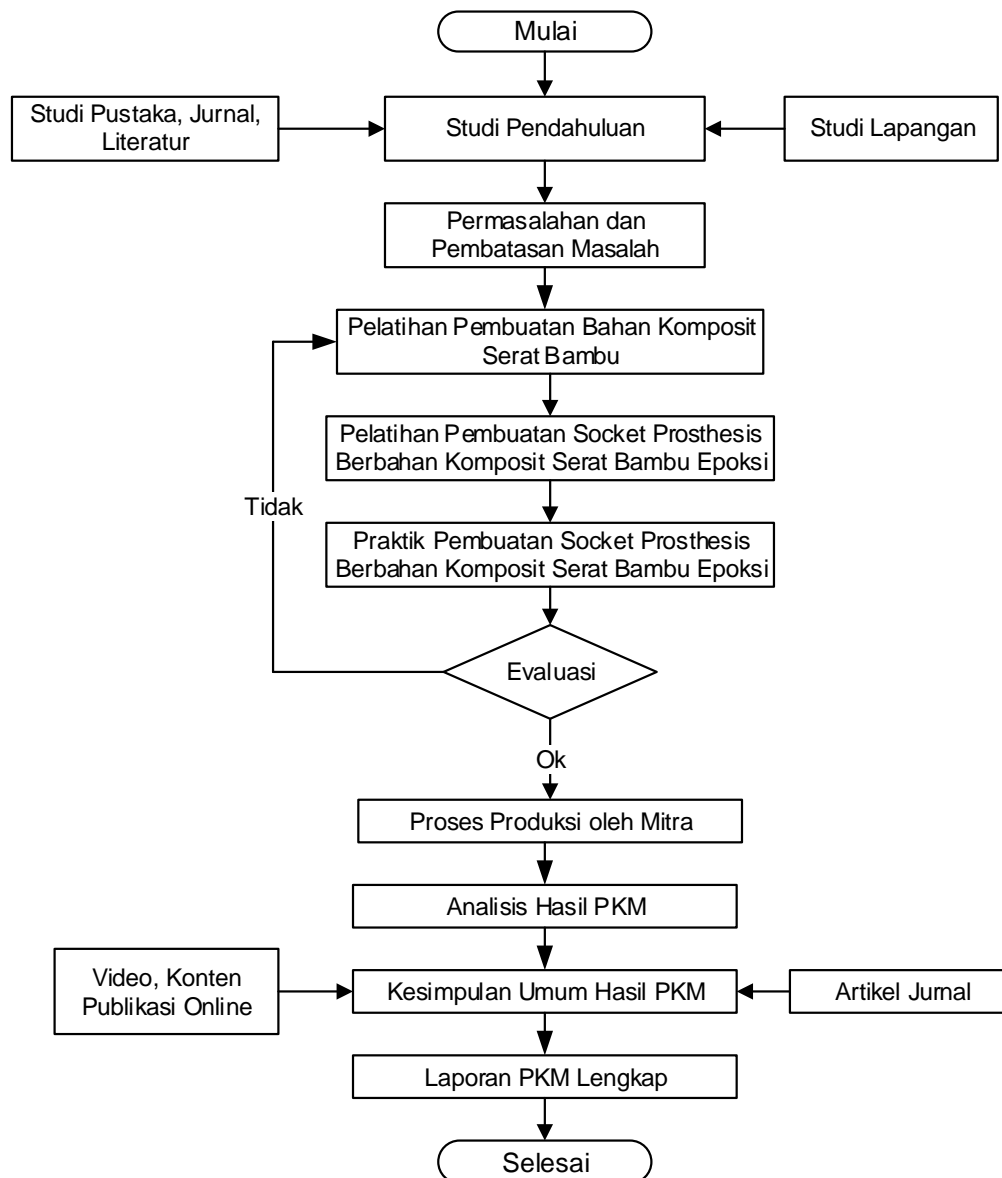 Mulai
Studi Pustaka, Jurnal,
Literatur
Studi Pendahuluan
Studi Lapangan
Permasalahan dan
Pembatasan Masalah
Pelatihan Pembuatan Bahan Komposit
Serat Bambu
Pelatihan Pembuatan Socket Prosthesis
Berbahan Komposit Serat Bambu Epoksi
Tidak
Praktik Pembuatan Socket Prosthesis
Berbahan Komposit Serat Bambu Epoksi
Evaluasi
Ok
Proses Produksi oleh Mitra
Analisis Hasil PKM
Video, Konten
Publikasi Online
Kesimpulan Umum Hasil PKM
Artikel Jurnal
Laporan PKM Lengkap
Selesai